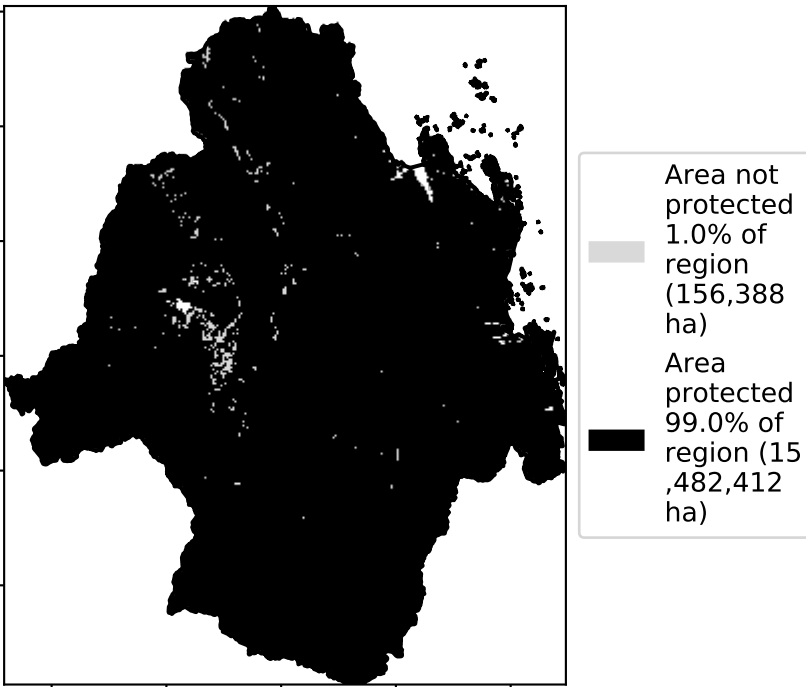 Area not
protected
1.0% of
region
(156,388
ha)
Area
protected
99.0% of
region (15
,482,412
ha)